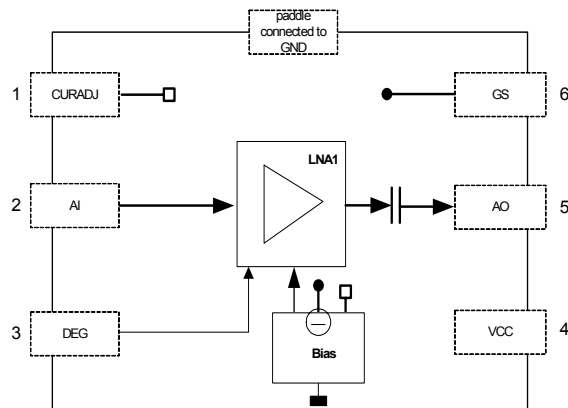 paddle
connected to
GND
1 CURADJ
GS 6
LNA1
2 AI
AO 5
3 DEG
VCC 4
Bias